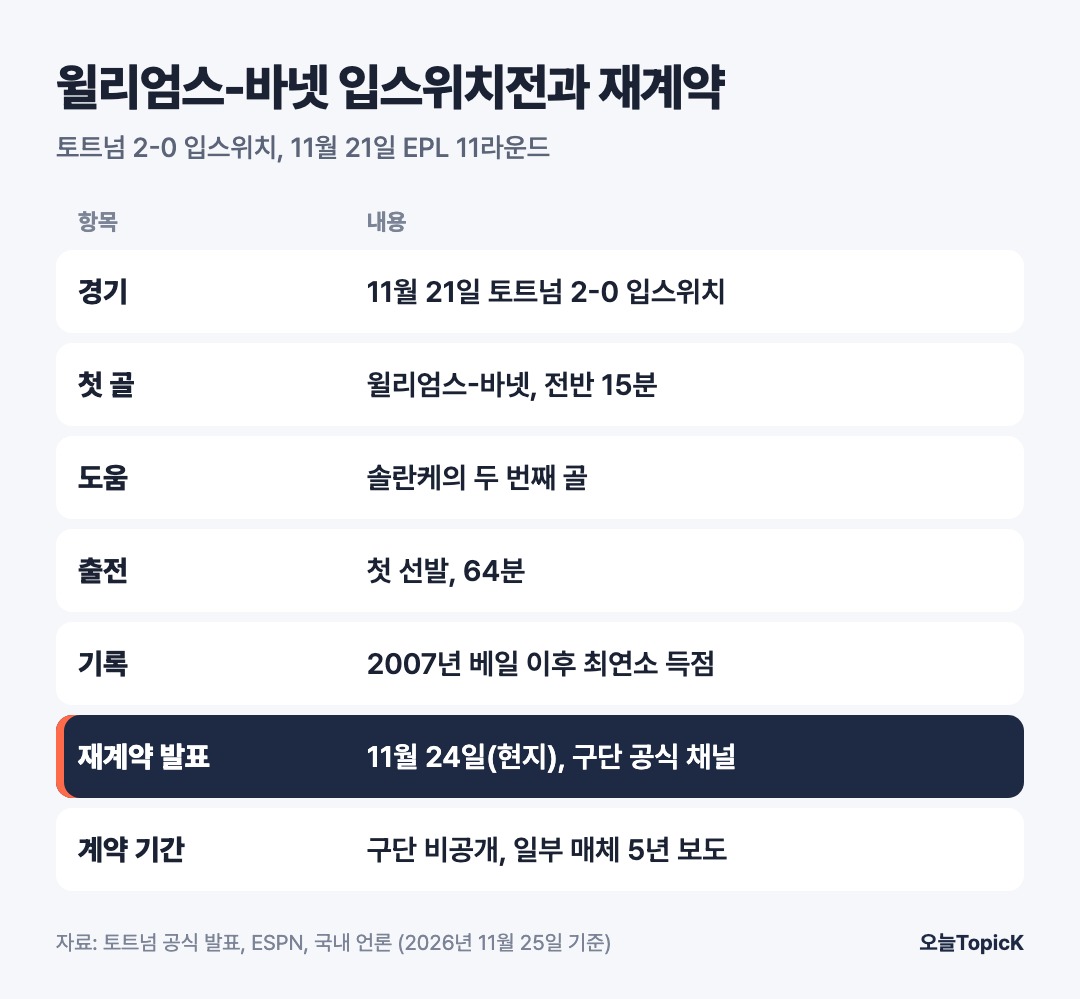 윌리엄스-바넷 입스위치전과 재계약
토트넘 2-0 입스위치, 11월 21일 EPL 11라운드
항목 내용
경기 11월 21일 토트넘 2-0 입스위치
첫 골 윌리엄스-바넷, 전반 15분
도움 솔란케의 두 번째 골
출전 첫 선발, 64분
기록 2007년 베일 이후 최연소 득점
재계약 발표 11월 24일(현지), 구단 공식 채널
계약 기간 구단 비공개, 일부 매체 5년 보도
자료: 토트넘 공식 발표, ESPN, 국내 언론 (2026년 11월 25일 기준) 오늘TopicK